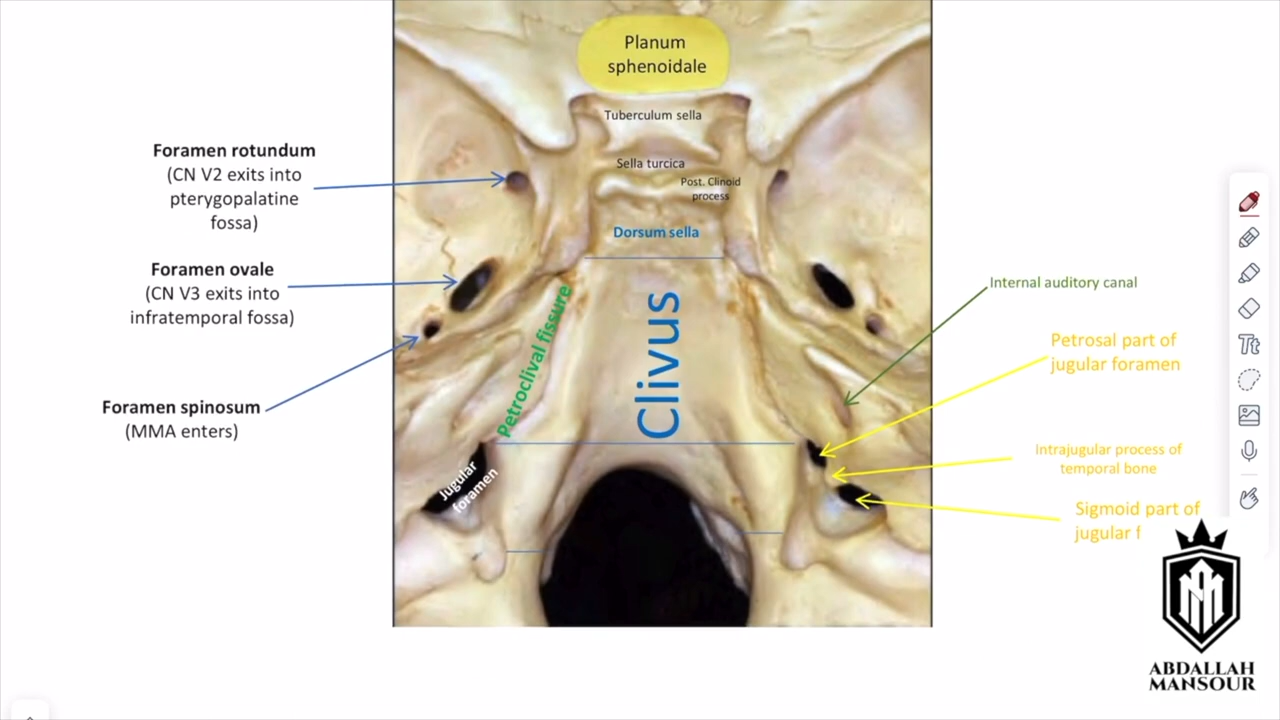 Planum
sphenoidale
Tuberculum sella
Sella turcica
Post. Clinoid
process
Dorsum sella
Clivus
Petroclival fissure
Jugular
foramen
Foramen rotundum
(CN V2 exits into
pterygopalatine
fossa)
Foramen ovale
(CN V3 exits into
infratemporal fossa)
Foramen spinosum
(MMA enters)
Internal auditory canal
Petrosal part of
jugular foramen
Intrajugular process of
temporal bone
Sigmoid part of
jugular f
Tt
ABDALLAH
MANSOUR